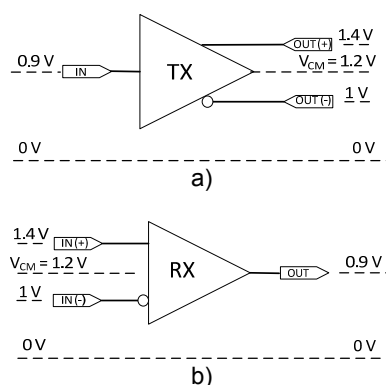 1.4 V
OUT(+)
0.9 V IN TX V_CM = 1.2 V
1 V
OUT(-)
0 V 0 V
a)
1.4 V IN(+)
V_CM = 1.2 V RX OUT 0.9 V
1 V IN(-)
0 V 0 V
b)